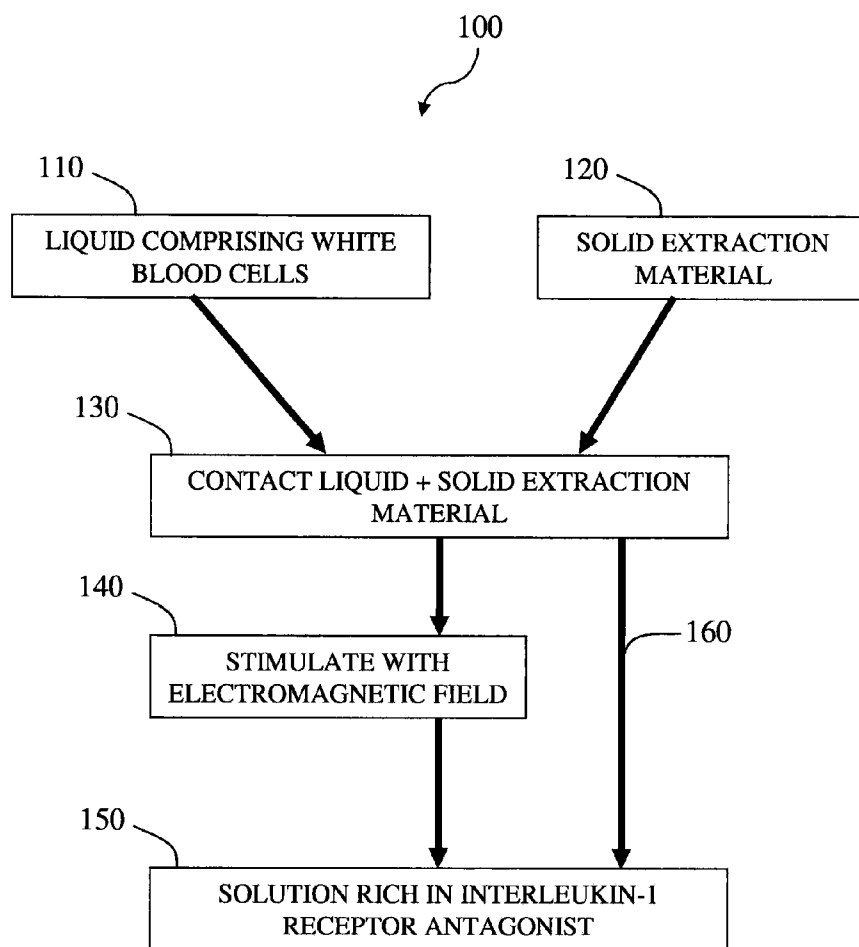 100
110
120
LIQUID COMPRISING WHITE
BLOOD CELLS
SOLID EXTRACTION
MATERIAL
130
CONTACT LIQUID + SOLID EXTRACTION
MATERIAL
140
160
STIMULATE WITH
ELECTROMAGNETIC FIELD
150
SOLUTION RICH IN INTERLEUKIN-1
RECEPTOR ANTAGONIST